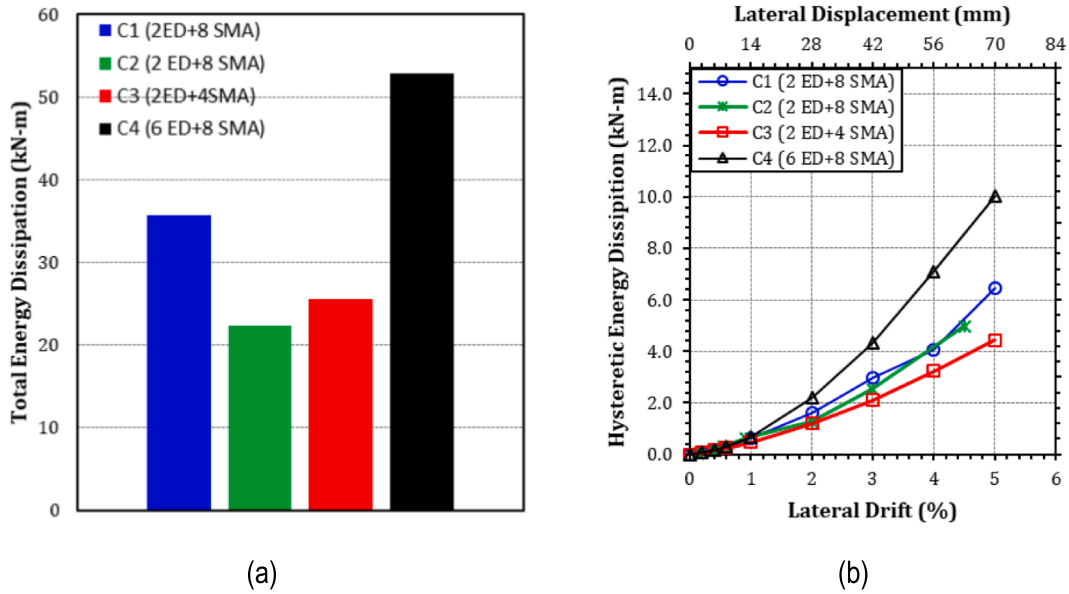 60
50
40
30
20
10
0
Total Energy Dissipation (kN-m)
C1 (2ED+8 SMA)
C2 (2 ED+8 SMA)
C3 (2ED+4SMA)
C4 (6 ED+8 SMA)
(a)
Lateral Displacement (mm)
0 14 28 42 56 70 84
C1 (2 ED+8 SMA)
C2 (2 ED+8 SMA)
C3 (2 ED+4 SMA)
C4 (6 ED+8 SMA)
14.0
12.0
10.0
8.0
6.0
4.0
2.0
0.0
Hysteretic Energy Dissipition (kN-m)
0 1 2 3 4 5 6
Lateral Drift (%)
(b)